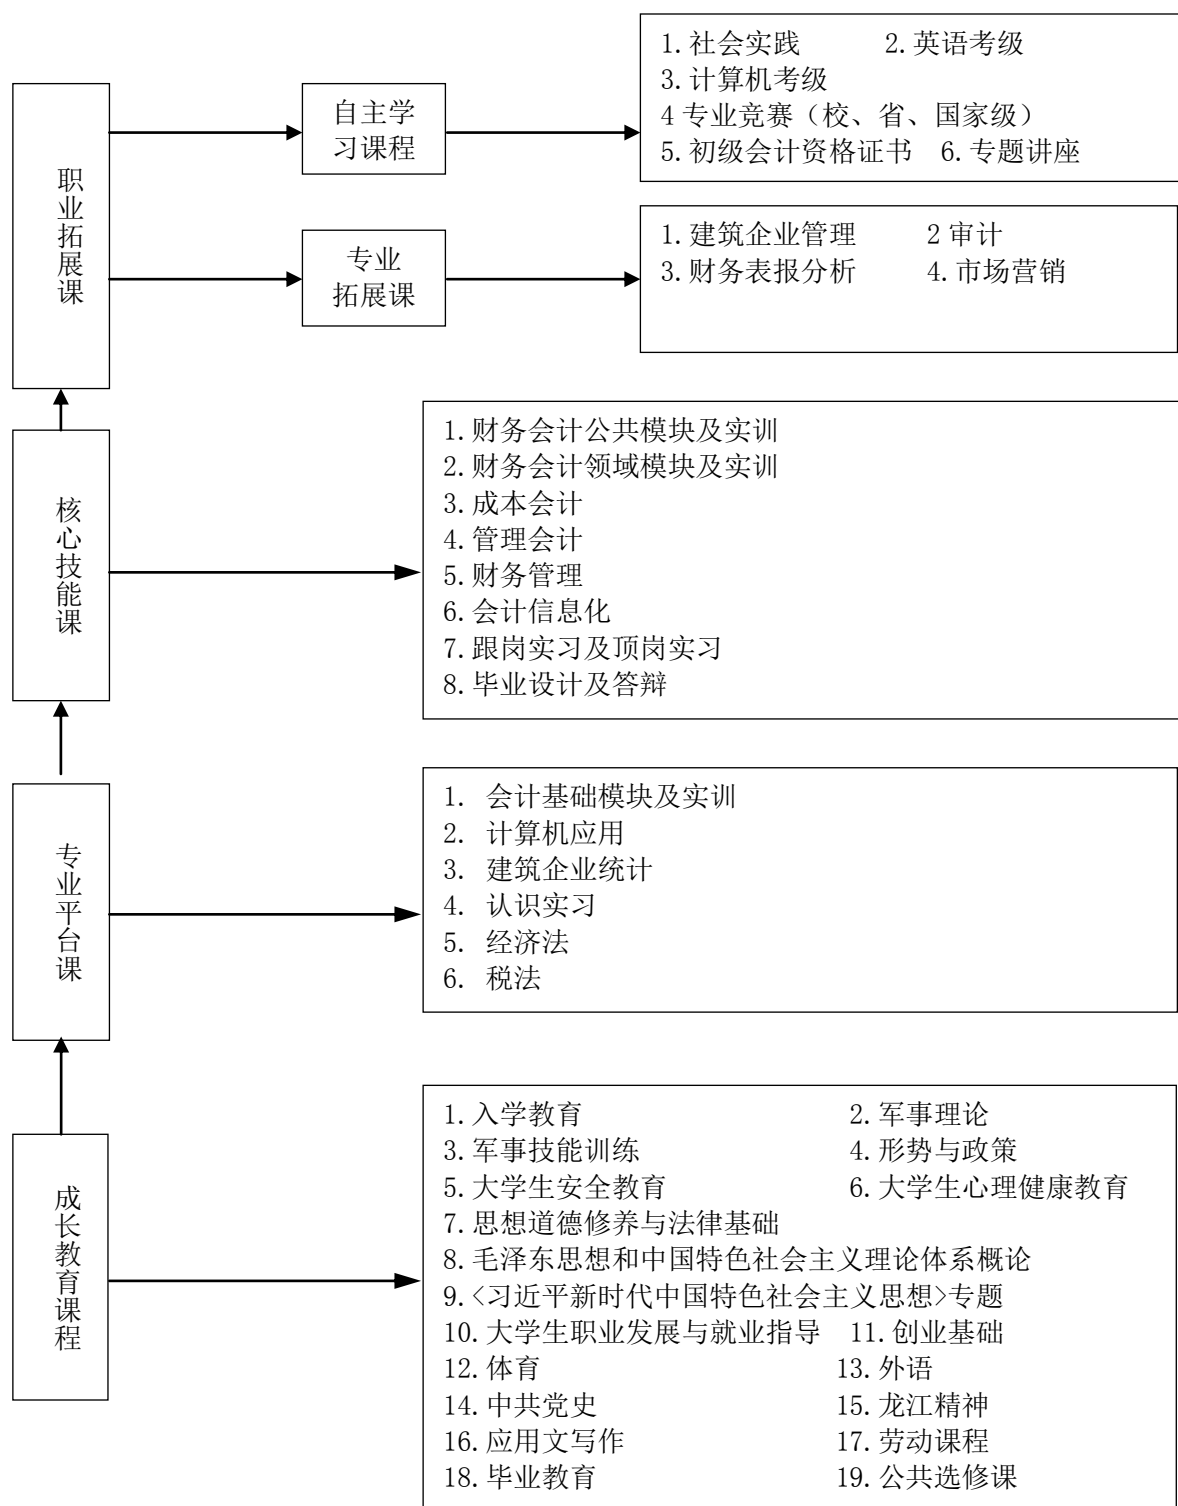 职业拓展课
自主学
习课程
1.社会实践 2.英语考级
3.计算机考级
4 专业竞赛（校、省、国家级）
5.初级会计资格证书 6.专题讲座
专业
拓展课
1.建筑企业管理 2 审计
3.财务表报分析 4.市场营销
核心技能课
1.财务会计公共模块及实训
2.财务会计领域模块及实训
3.成本会计
4.管理会计
5.财务管理
6.会计信息化
7.跟岗实习及顶岗实习
8.毕业设计及答辩
专业平台课
1. 会计基础模块及实训
2. 计算机应用
3. 建筑企业统计
4. 认识实习
5. 经济法
6. 税法
成长教育课程
1.入学教育 2.军事理论
3.军事技能训练 4.形势与政策
5.大学生安全教育 6.大学生心理健康教育
7.思想道德修养与法律基础
8.毛泽东思想和中国特色社会主义理论体系概论
9.<习近平新时代中国特色社会主义思想>专题
10.大学生职业发展与就业指导 11.创业基础
12.体育 13.外语
14.中共党史 15.龙江精神
16.应用文写作 17.劳动课程
18.毕业教育 19.公共选修课